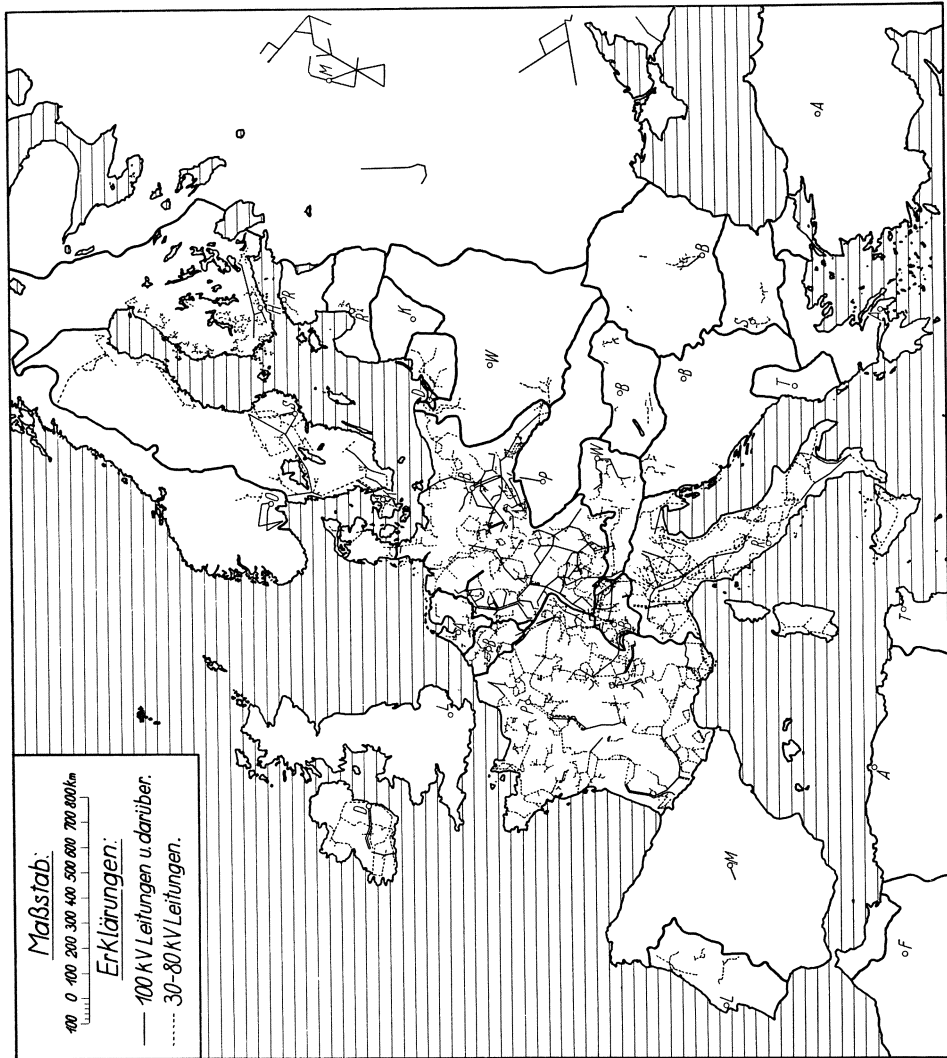 Maßstab:
100 0 100 200 300 400 500 600 700 800 km
Erklärungen:
100 KV Leitungen u. darüber.
30-80 KV Leitungen.
M
A
R
K
W
B
S
B
B
T
P
W
O
D
L
P
D
L
M
A
T
F